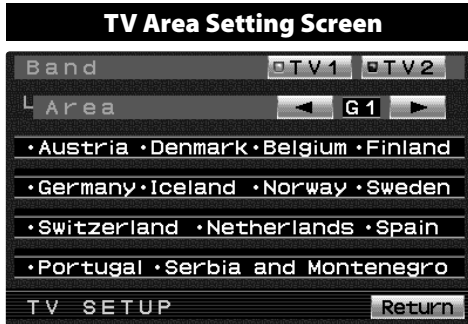 TV Area Setting Screen
Band TV1 TV2
Area G1
•Austria •Denmark •Belgium •Finland
•Germany •Iceland •Norway •Sweden
•Switzerland •Netherlands •Spain
•Portugal •Serbia and Montenegro
TV SETUP Return